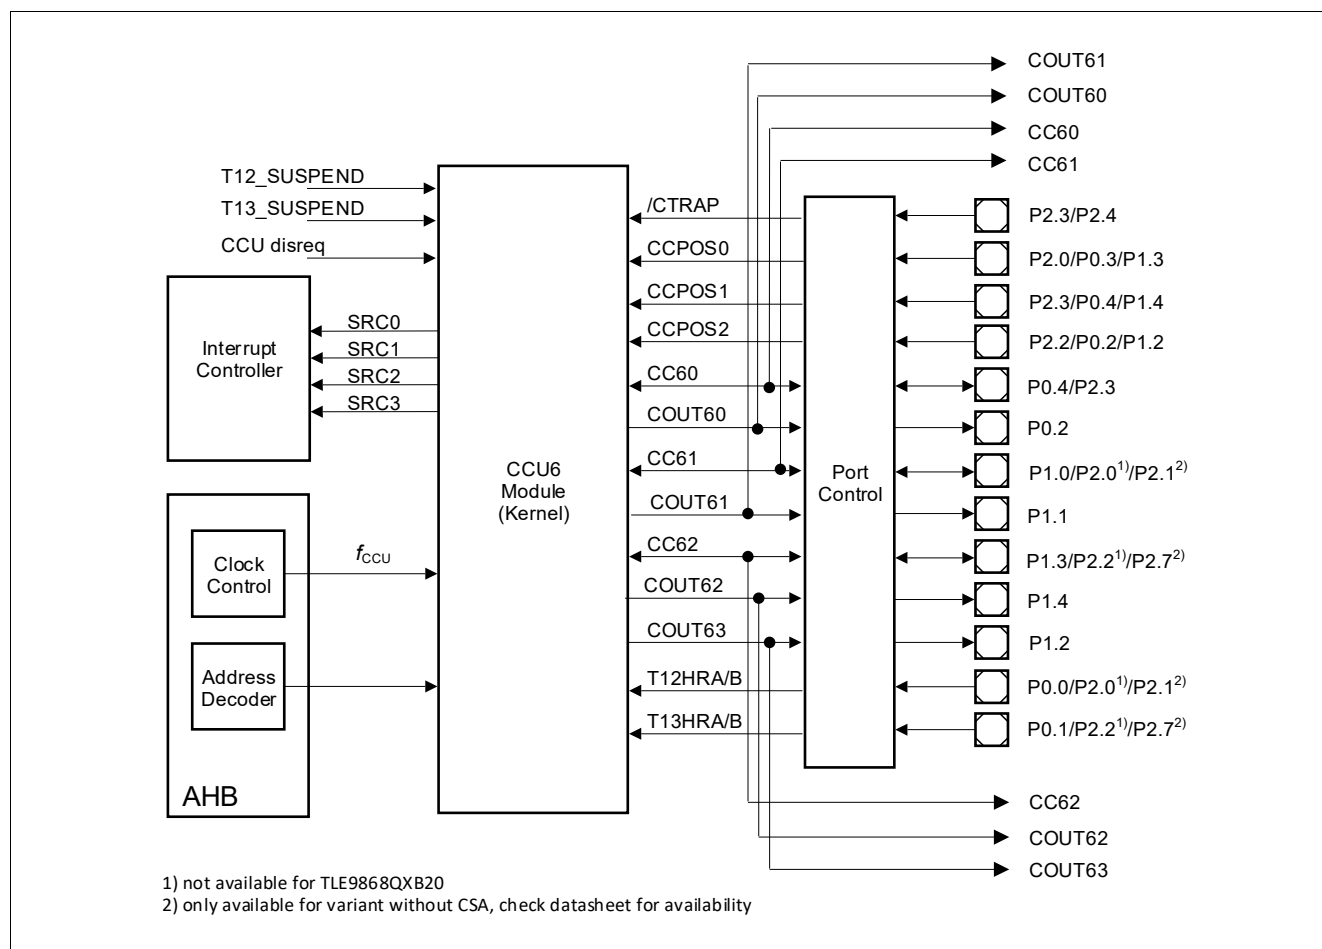 COUT61
COUT60
CC60
CC61
T12_SUSPEND
T13_SUSPEND
CCU disreq
/CTRAP
P2.3/P2.4
CCPOS0
P2.0/P0.3/P1.3
CCPOS1
P2.3/P0.4/P1.4
CCPOS2
P2.2/P0.2/P1.2
SRC0
SRC1
SRC2
SRC3
Interrupt
Controller
CC60
P0.4/P2.3
COUT60
P0.2
CC61
P1.0/P2.0¹⁾/P2.1²⁾
COUT61
P1.1
CCU6
Module
(Kernel)
Port
Control
CC62
P1.3/P2.2¹⁾/P2.7²⁾
Clock
Control
fCCU
COUT62
P1.4
COUT63
P1.2
Address
Decoder
T12HRA/B
P0.0/P2.0¹⁾/P2.1²⁾
T13HRA/B
P0.1/P2.2¹⁾/P2.7²⁾
AHB
CC62
COUT62
COUT63
1) not available for TLE9868QXB20
2) only available for variant without CSA, check datasheet for availability